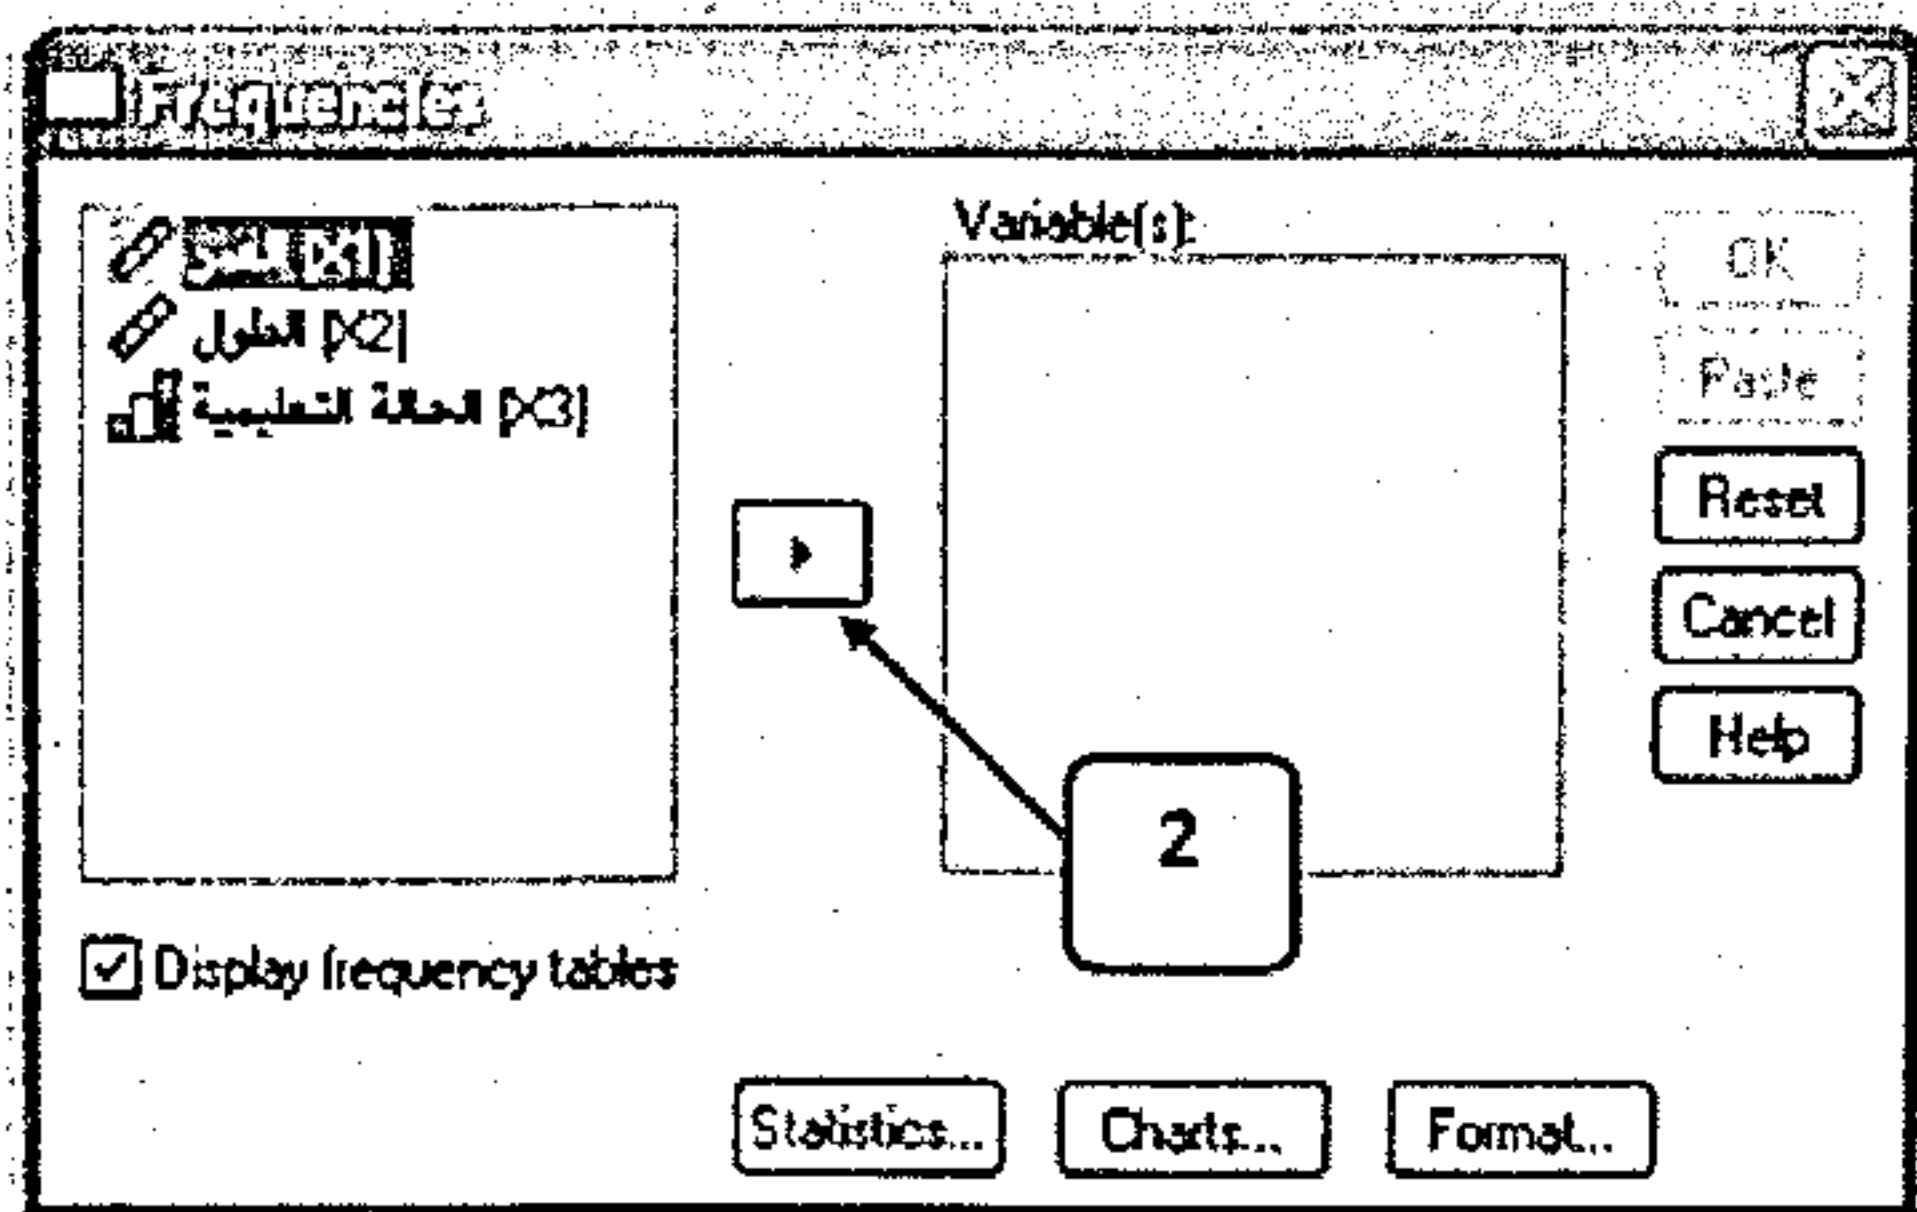 Frequencies
[X1]
الطول [X2]
الحالة التعليمية [X3]
Variable(s):
OK
Paste
Reset
Cancel
Help
2
Display frequency tables
Statistics...
Charts...
Format...